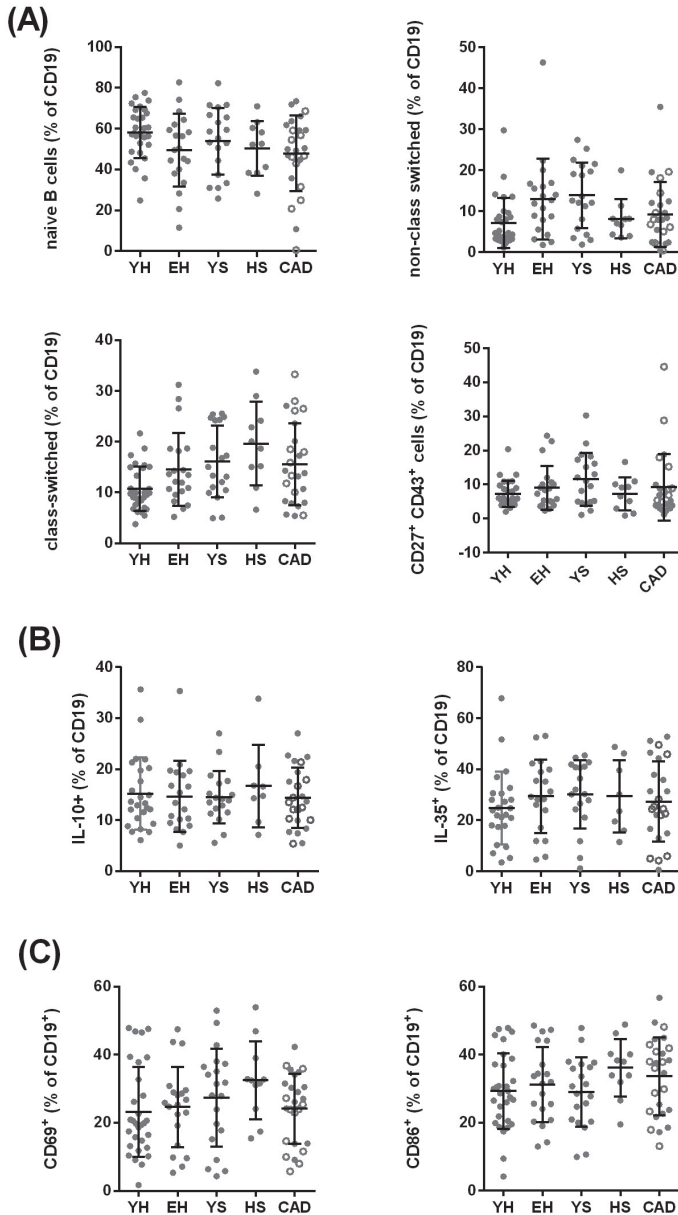 (A)
naive B cells (% of CD19)
100
80
60
40
20
0
YH EH YS HS CAD
non-class switched (% of CD19)
50
40
30
20
10
0
YH EH YS HS CAD
class-switched (% of CD19)
40
30
20
10
0
YH EH YS HS CAD
CD27⁺ CD43⁺ cells (% of CD19)
50
40
30
20
10
0
-10
YH EH YS HS CAD
(B)
IL-10+ (% of CD19)
40
30
20
10
0
YH EH YS HS CAD
IL-35⁺ (% of CD19)
80
60
40
20
0
YH EH YS HS CAD
(C)
CD69⁺ (% of CD19⁺)
60
40
20
0
YH EH YS HS CAD
CD86⁺ (% of CD19⁺)
60
40
20
0
YH EH YS HS CAD